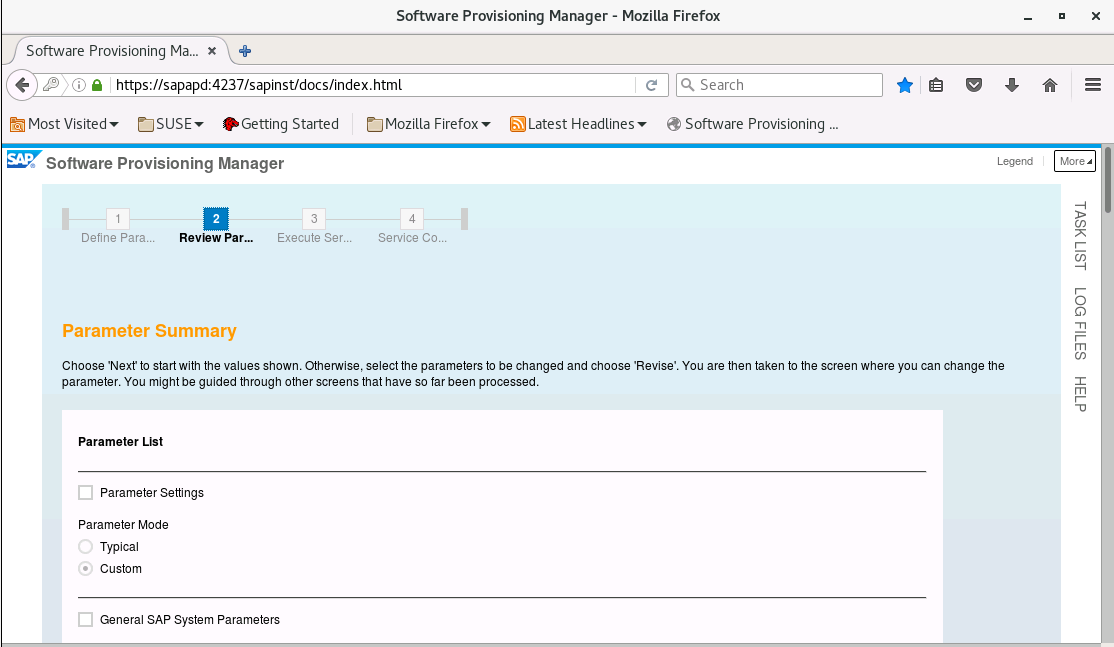 Software Provisioning Manager - Mozilla Firefox
Software Provisioning Ma...
https://sapapd:4237/sapinst/docs/index.html
Search
Most Visited
SUSE
Getting Started
Mozilla Firefox
Latest Headlines
Software Provisioning ...
SAP
Software Provisioning Manager
Legend
More
1
2
3
4
Define Para...
Review Par...
Execute Ser...
Service Co...
TASK LIST
LOG FILES
HELP
Parameter Summary
Choose 'Next' to start with the values shown. Otherwise, select the parameters to be changed and choose 'Revise'. You are then taken to the screen where you can change the
parameter. You might be guided through other screens that have so far been processed.
Parameter List
Parameter Settings
Parameter Mode
Typical
Custom
General SAP System Parameters